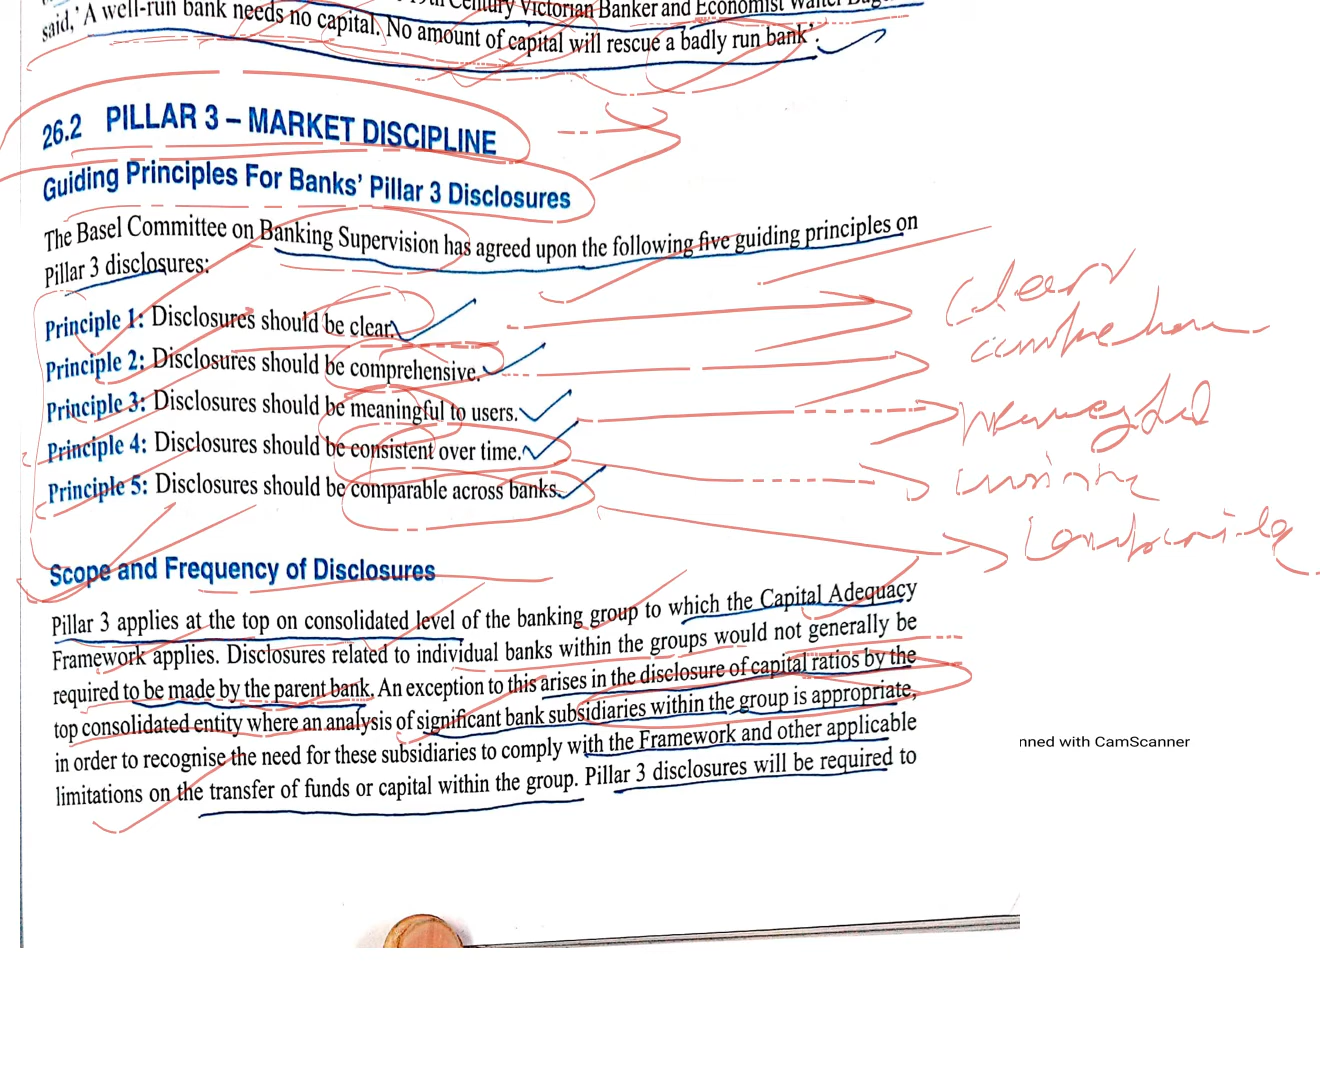 Century Victorian Banker and Economist Walter
said,' A well-run bank needs no capital. No amount of capital will rescue a badly run bank'.
26.2 PILLAR 3 – MARKET DISCIPLINE
Guiding Principles For Banks' Pillar 3 Disclosures
The Basel Committee on Banking Supervision has agreed upon the following five guiding principles on
Pillar 3 disclosures:
Principle 1: Disclosures should be clear.
Principle 2: Disclosures should be comprehensive.
Principle 3: Disclosures should be meaningful to users.
Principle 4: Disclosures should be consistent over time.
Principle 5: Disclosures should be comparable across banks.
clear
Scope and Frequency of Disclosures
Pillar 3 applies at the top on consolidated level of the banking group to which the Capital Adequacy
Framework applies. Disclosures related to individual banks within the groups would not generally be
required to be made by the parent bank. An exception to this arises in the disclosure of capital ratios by the
top consolidated entity where an analysis of significant bank subsidiaries within the group is appropriate,
in order to recognise the need for these subsidiaries to comply with the Framework and other applicable
limitations on the transfer of funds or capital within the group. Pillar 3 disclosures will be required to
nned with CamScanner